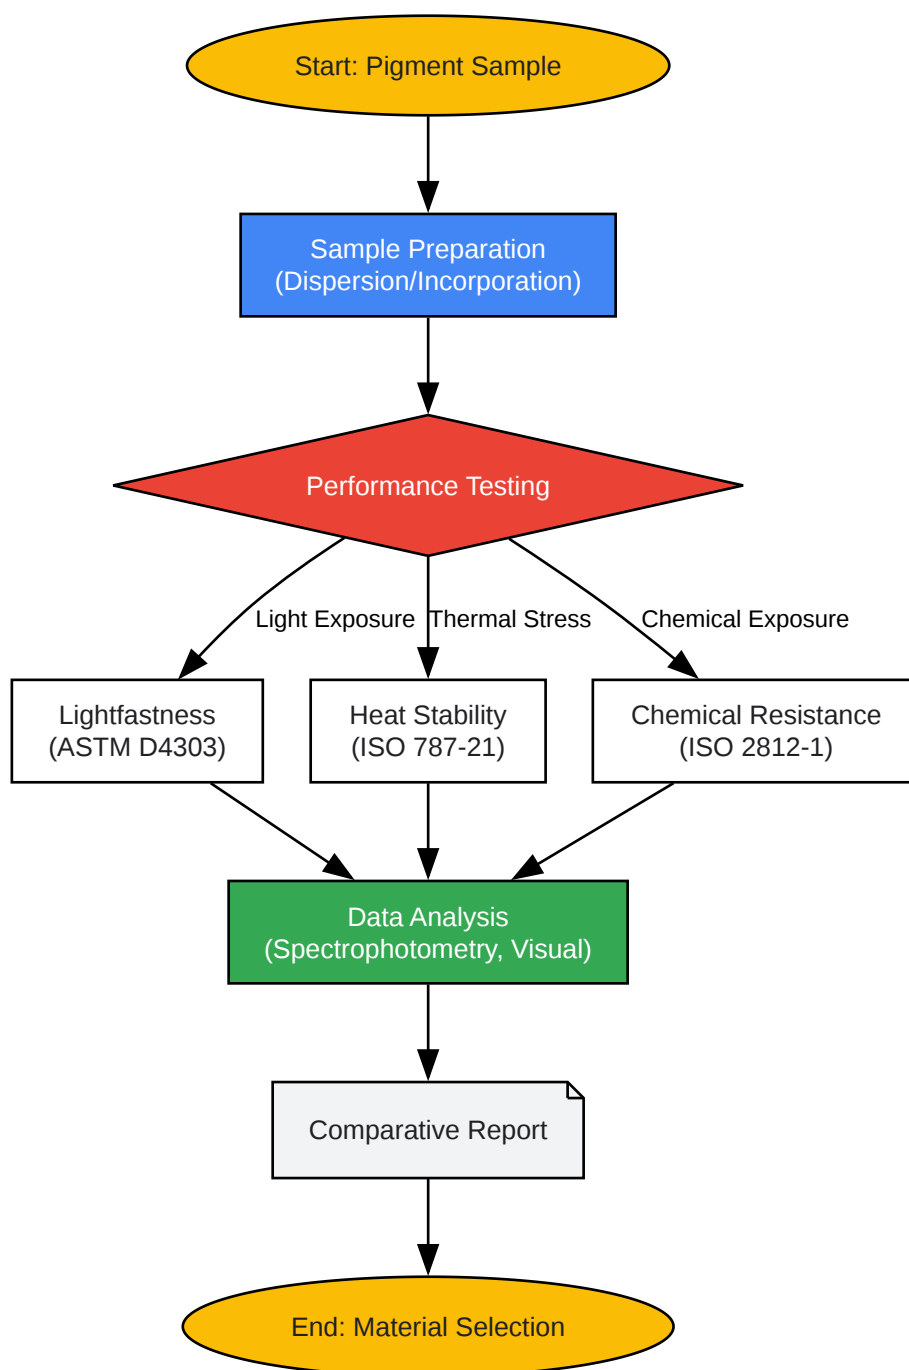 Start: Pigment Sample
Sample Preparation
(Dispersion/Incorporation)
Performance Testing
Light Exposure
Thermal Stress
Chemical Exposure
Lightfastness
(ASTM D4303)
Heat Stability
(ISO 787-21)
Chemical Resistance
(ISO 2812-1)
Data Analysis
(Spectrophotometry, Visual)
Comparative Report
End: Material Selection